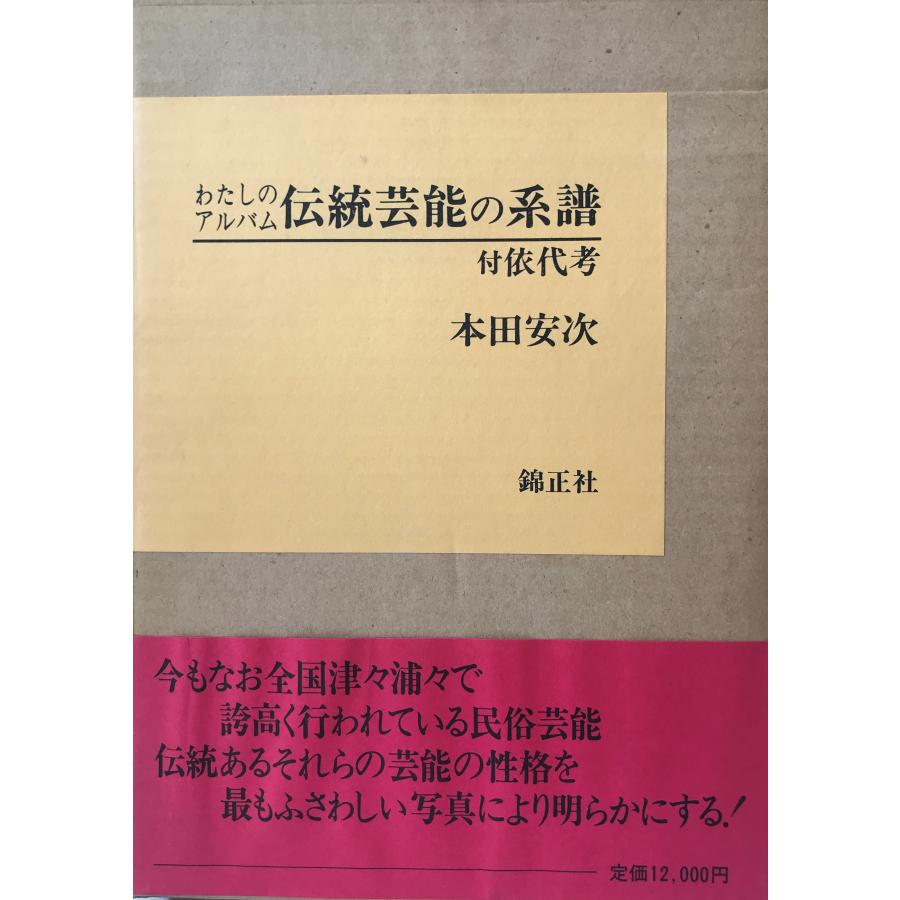 わたしの
アルバム
伝統芸能の系譜
付依代考
本田安次
錦正社
今もなお全国津々浦々で
誇高く行われている民俗芸能
伝統あるそれらの芸能の性格を
最もふさわしい写真により明らかにする!
定価12,000円